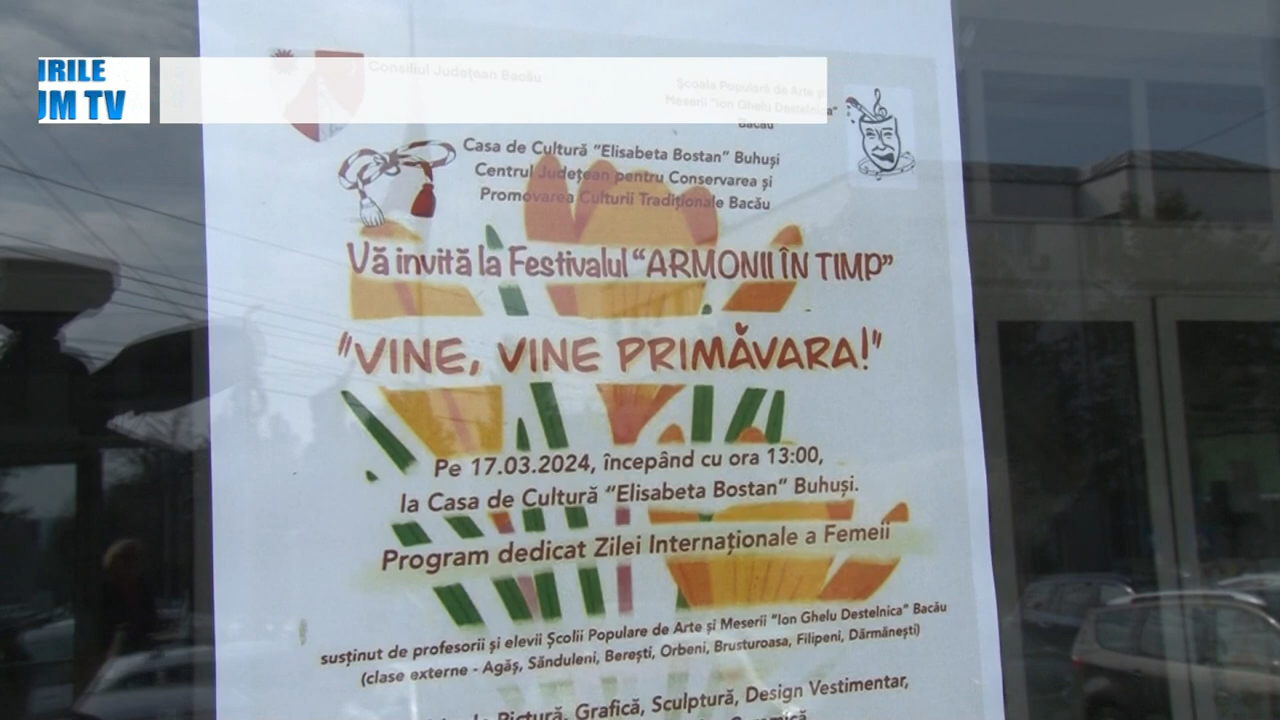 IRILE
UM TV
Consiliul Județean Bacău
Școala Populară de Arte și
Meserii "Ion Ghelu Destelnica"
Bacău
Casa de Cultură "Elisabeta Bostan" Buhuși
Centrul Județean pentru Conservarea și
Promovarea Culturii Tradiționale Bacău
Vă invită la Festivalul "ARMONII ÎN TIMP"
"VINE, VINE PRIMĂVARA!"
Pe 17.03.2024, începând cu ora 13:00,
la Casa de Cultură "Elisabeta Bostan" Buhuși.
Program dedicat Zilei Internaționale a Femeii
susținut de profesorii și elevii Școlii Populare de Arte și Meserii "Ion Ghelu Destelnica" Bacău
(clase externe - Agăș, Sănduleni, Berești, Orbeni, Brusturoasa, Filipeni, Dărmănești)
Pictură, Grafică, Sculptură, Design Vestimentar,